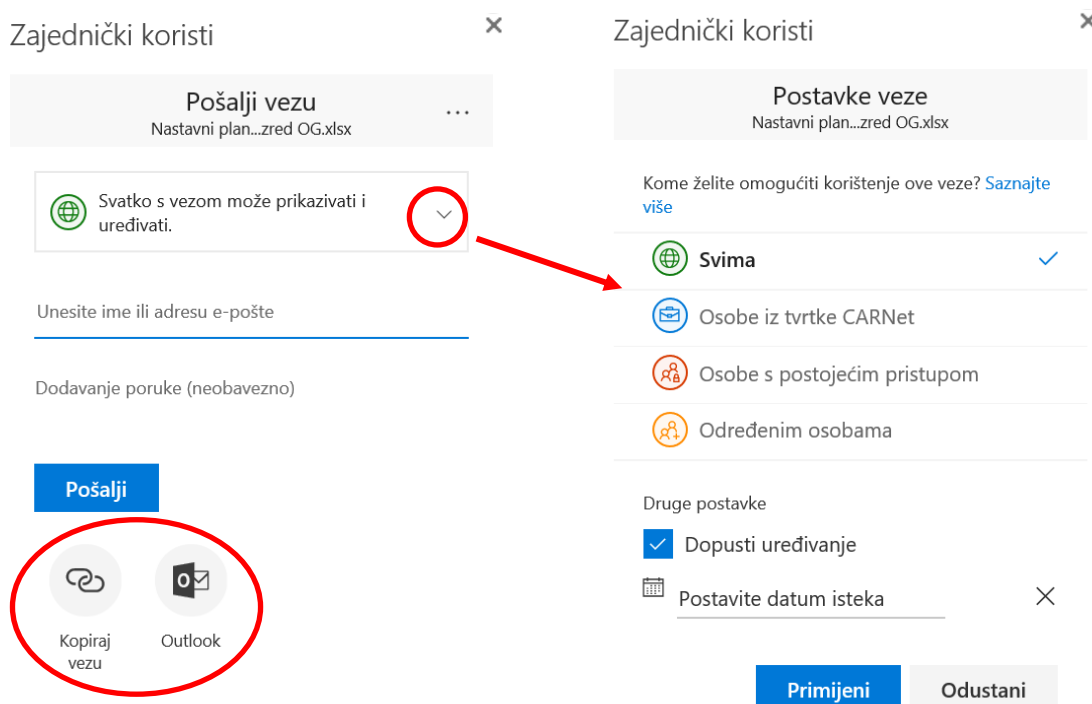 Zajednički koristi
Pošalji vezu
Nastavni plan...zred OG.xlsx
Svatko s vezom može prikazivati i
uređivati.
Unesite ime ili adresu e-pošte
Dodavanje poruke (neobavezno)
Pošalji
Kopiraj
vezu
Outlook
Zajednički koristi
Postavke veze
Nastavni plan...zred OG.xlsx
Kome želite omogućiti korištenje ove veze? Saznajte
više
Svima
Osobe iz tvrtke CARNet
Osobe s postojećim pristupom
Određenim osobama
Druge postavke
Dopusti uređivanje
Postavite datum isteka
Primijeni
Odustani